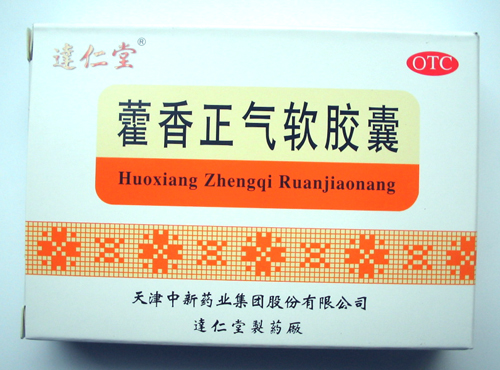 達仁堂®
OTC
藿香正气软胶囊
Huoxiang Zhengqi Ruanjiaonang
天津中新药业集团股份有限公司
達仁堂製药廠